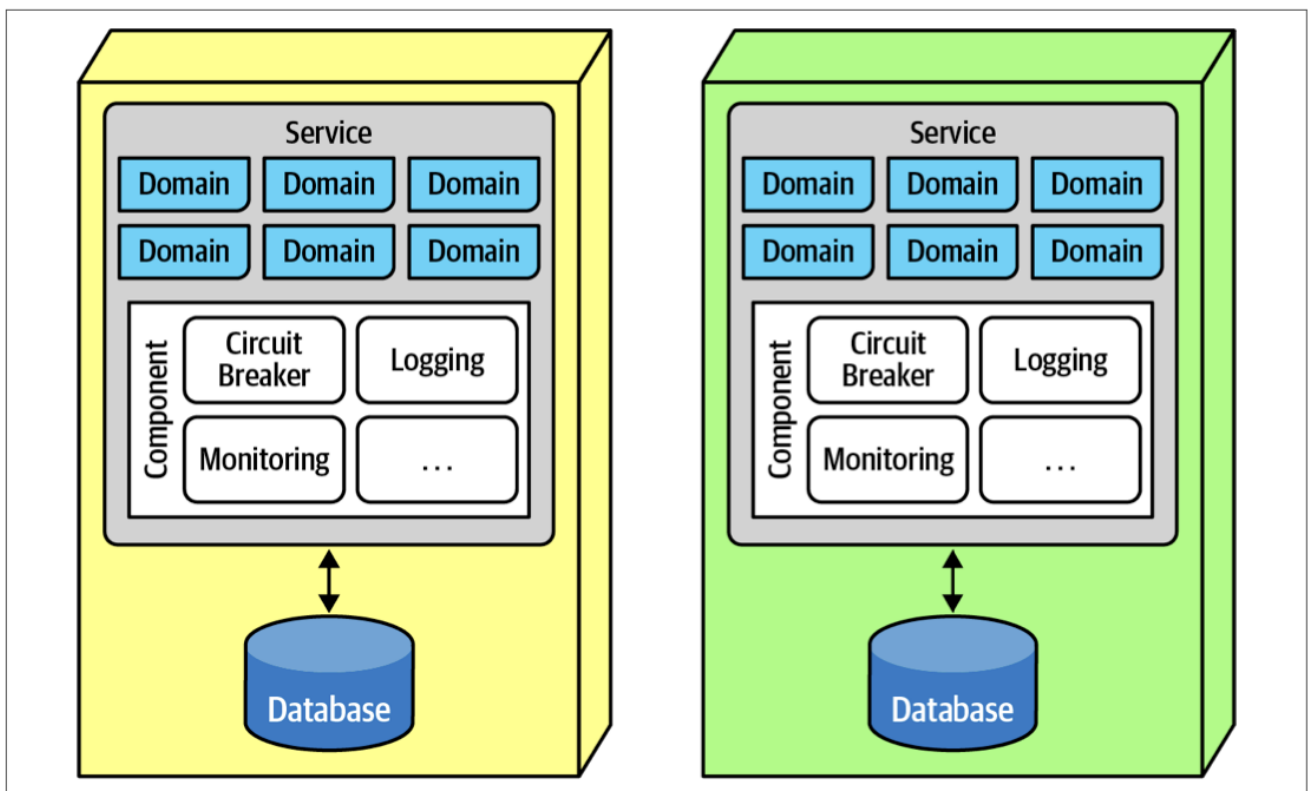 Service
Domain Domain Domain
Domain Domain Domain
Component
Circuit
Breaker
Logging
Monitoring
...
Database
Service
Domain Domain Domain
Domain Domain Domain
Component
Circuit
Breaker
Logging
Monitoring
...
Database